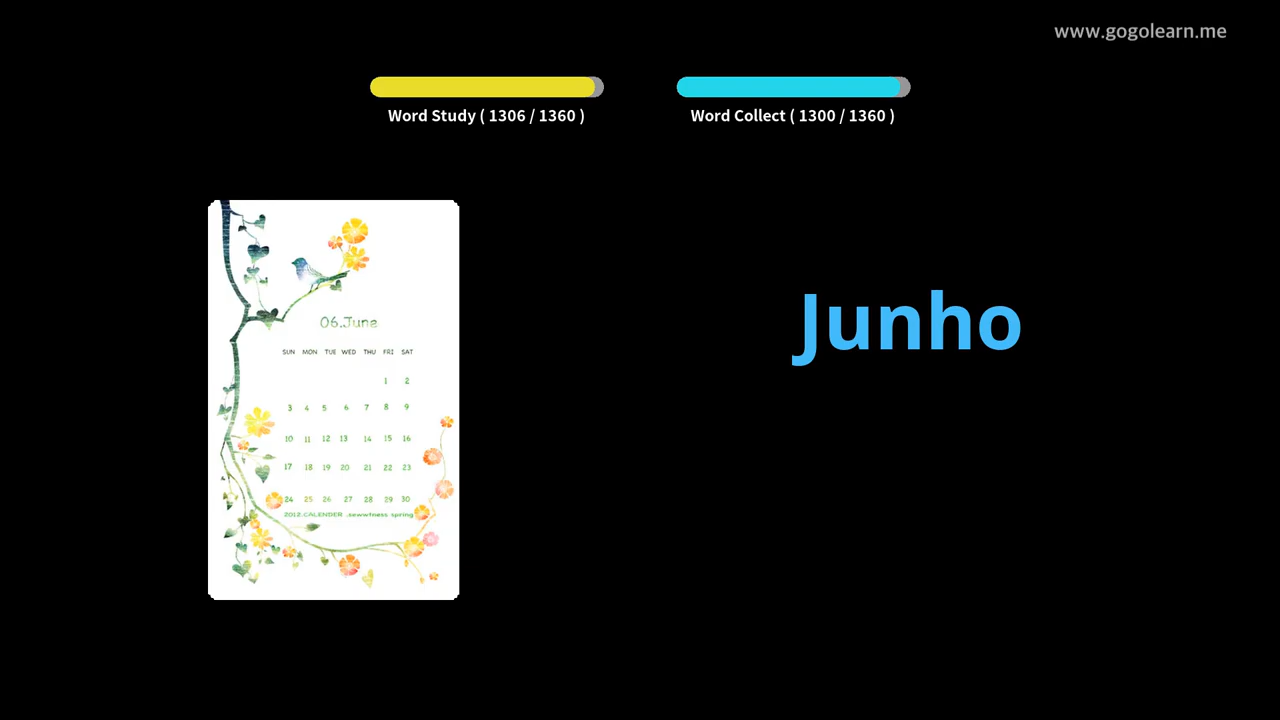 www.gogolearn.me
Word Study ( 1306 / 1360 )
Word Collect ( 1300 / 1360 )
Junho
06.June
SUN MON TUE WED THU FRI SAT
1 2
3 4 5 6 7 8 9
10 11 12 13 14 15 16
17 18 19 20 21 22 23
24 25 26 27 28 29 30
2012.CALENDER .sewwtness spring